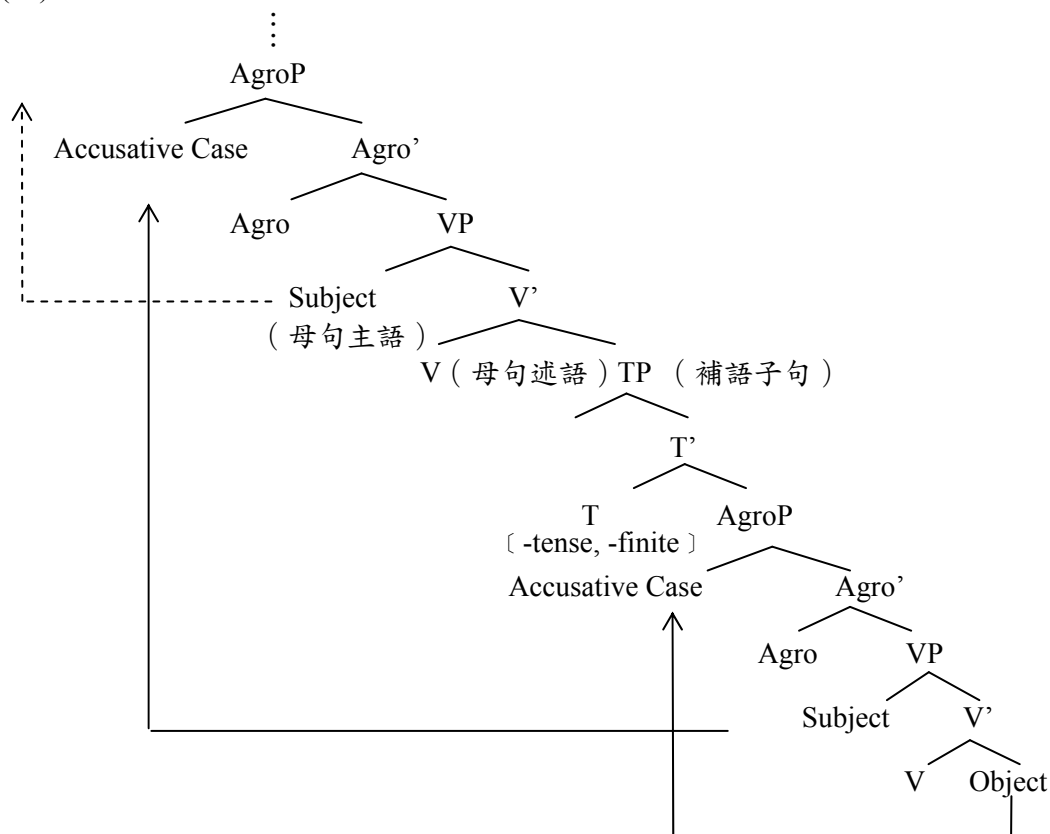 ⋮
AgroP
Accusative Case Agro’
Agro VP
Subject V’
（母句主語）
V（母句述語）TP （補語子句）
T’
T AgroP
〔-tense, -finite〕
Accusative Case Agro’
Agro VP
Subject V’
V Object